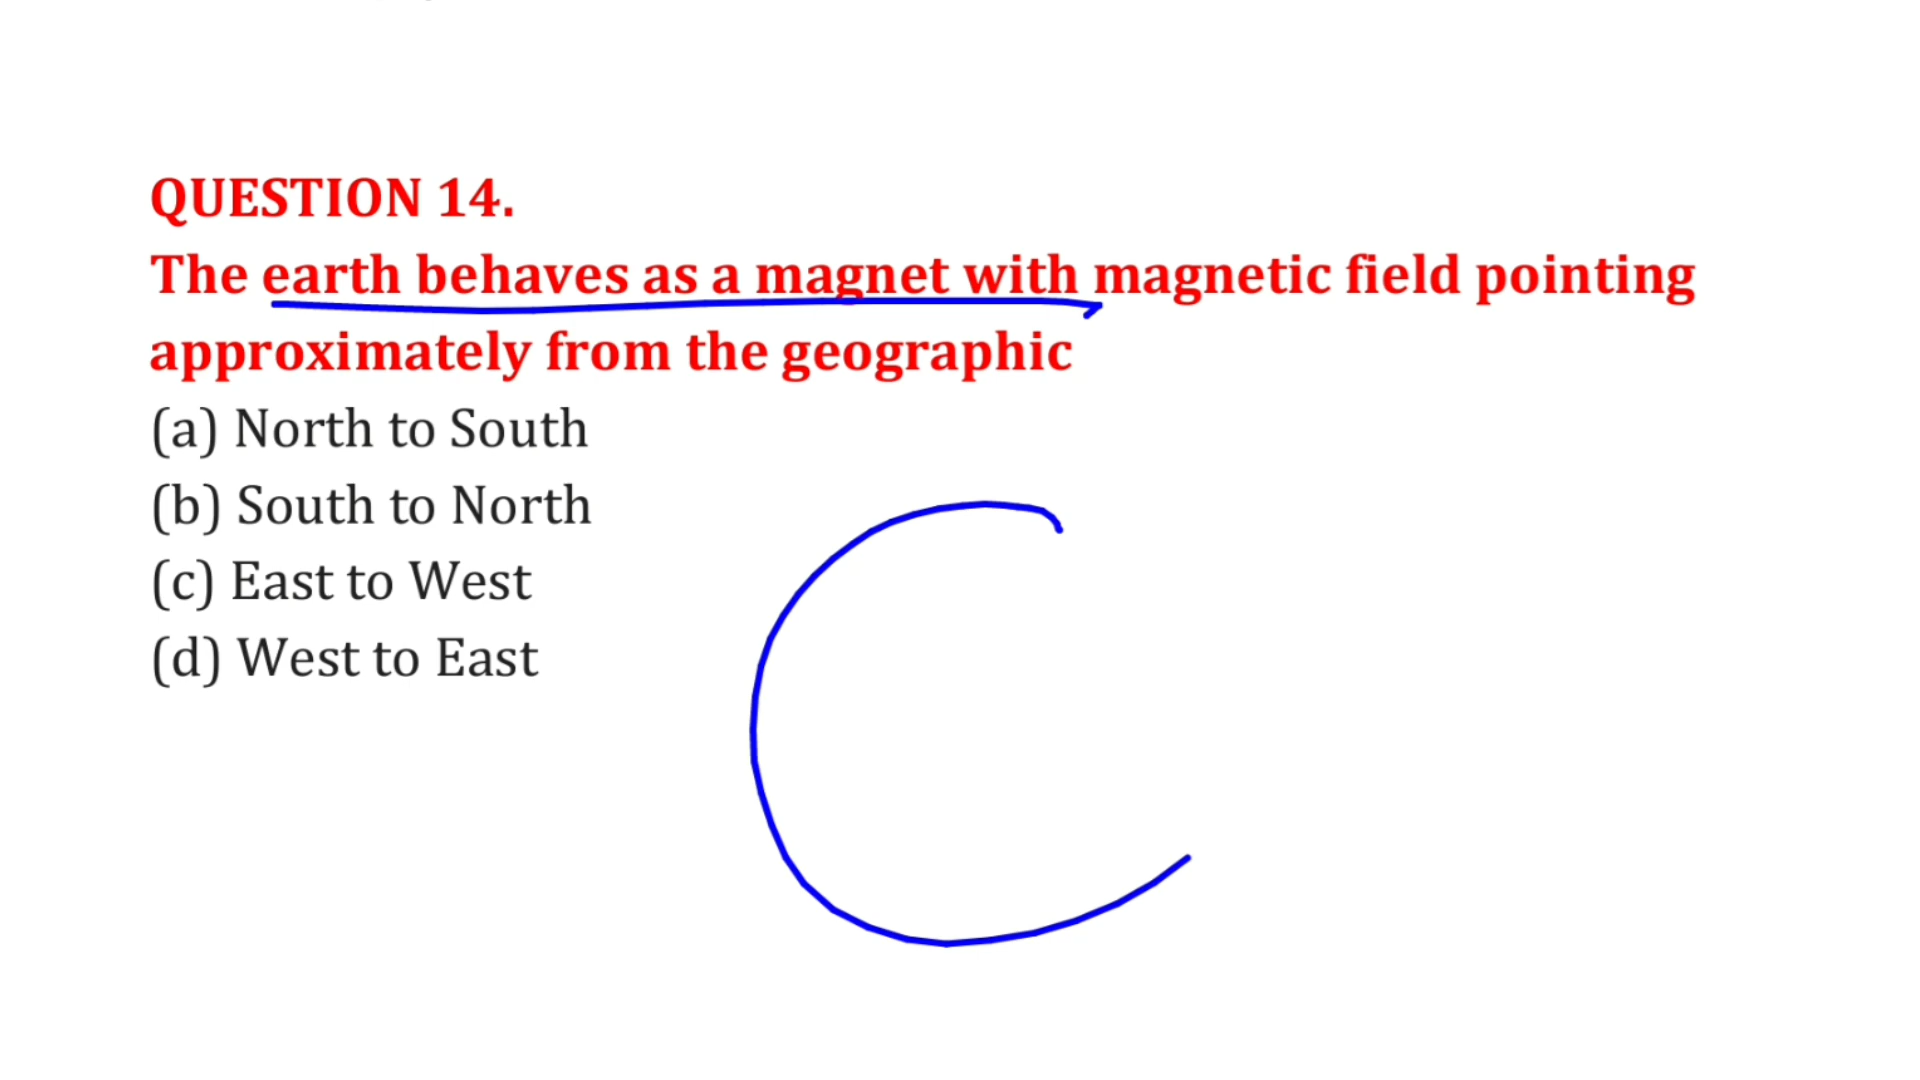 QUESTION 14.
The earth behaves as a magnet with magnetic field pointing
approximately from the geographic
(a) North to South
(b) South to North
(c) East to West
(d) West to East